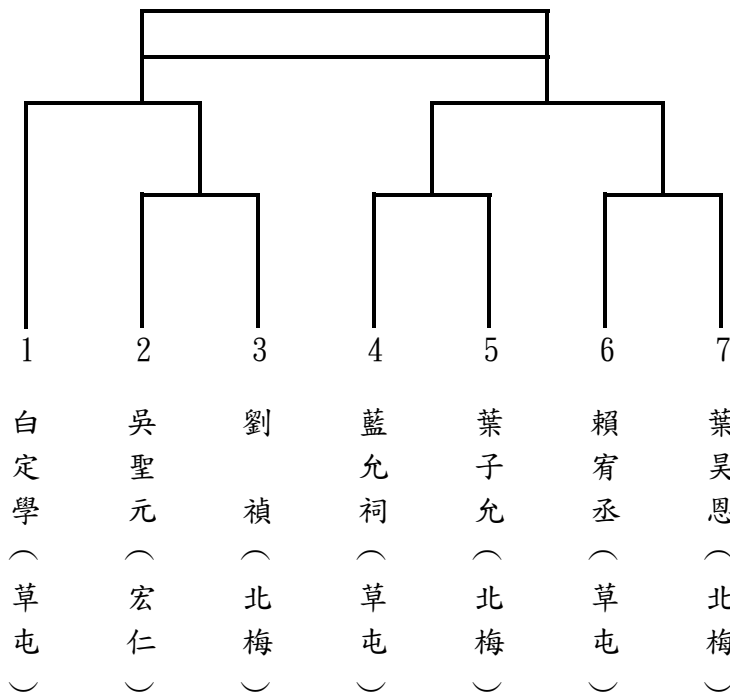 1 2 3 4 5 6 7
白定學（草屯）
吳聖元（宏仁）
劉　禎（北梅）
藍允祠（草屯）
葉子允（北梅）
賴宥丞（草屯）
葉昊恩（北梅）